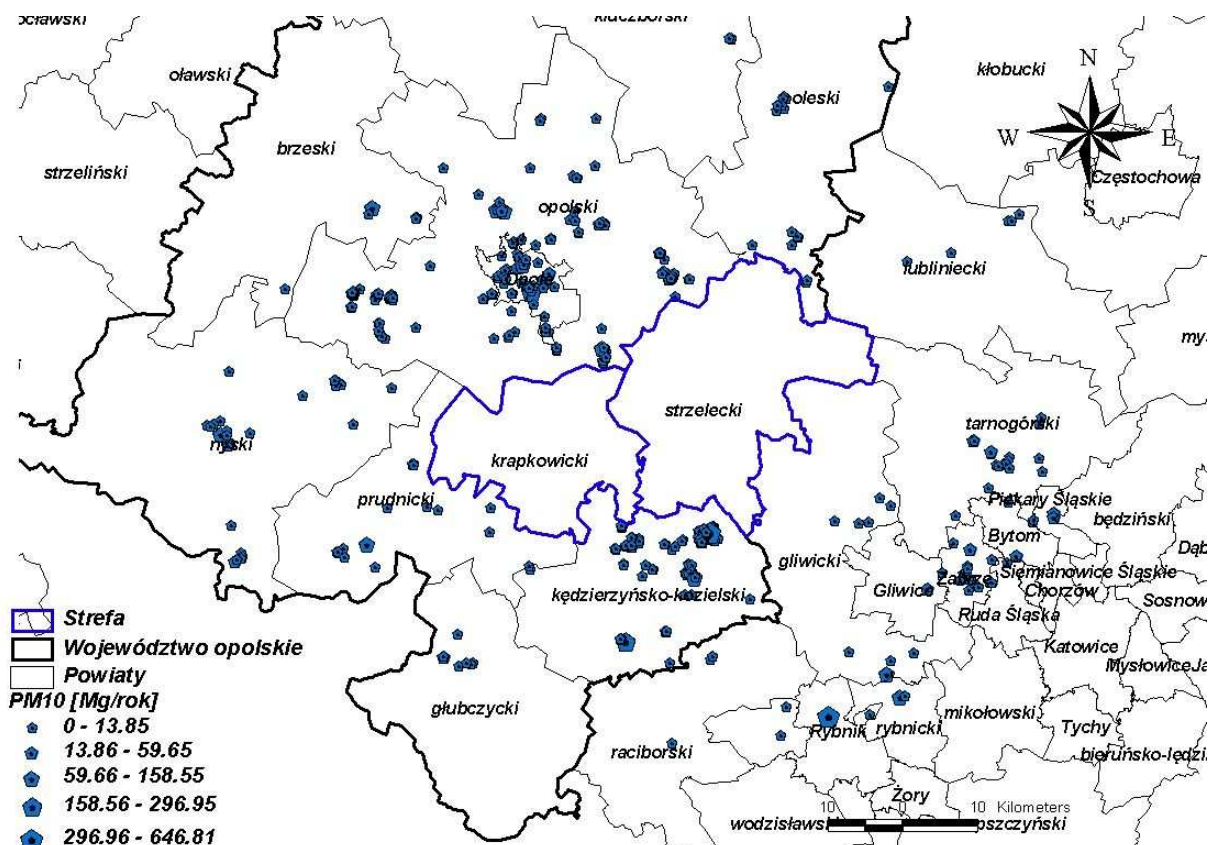 kluczborski
oławski
kłobucki
oleski
N
W
E
S
brzeski
strzeliński
Częstochowa
opolski
Opole
lubliniecki
strzelecki
tarnogórski
nyski
krapkowicki
prudnicki
Piekary Śląskie
będziński
Bytom
gliwicki
Zabrze
Siemianowice Śląskie
Gliwice
Chorzów
kędzierzyńsko-kozielski
Ruda Śląska
Katowice
Mysłowice
głubczycki
Rybnik
rybnicki
mikołowski
Tychy
raciborski
Żory
Strefa
Województwo opolskie
Powiaty
PM10 [Mg/rok]
0 - 13.85
13.86 - 59.65
59.66 - 158.55
158.56 - 296.95
296.96 - 646.81
10 0 10 Kilometers